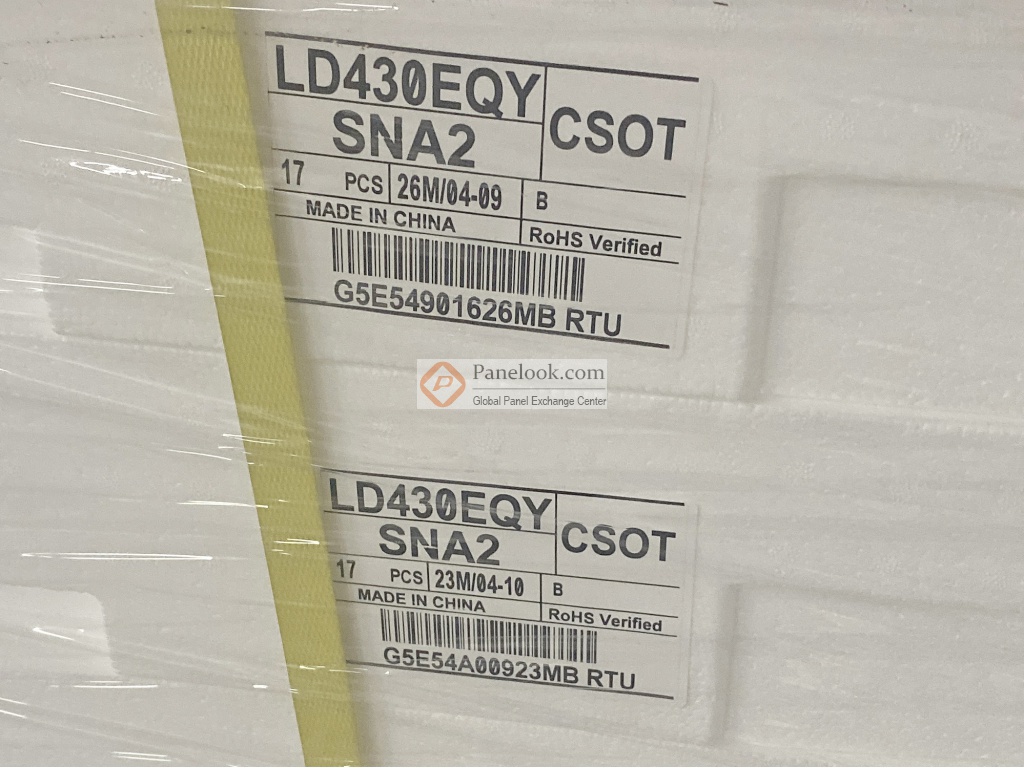 LD430EQY
SNA2
CSOT
17 PCS 26M/04-09 B
MADE IN CHINA
RoHS Verified
G5E54901626MB RTU
Panelook.com
Global Panel Exchange Center
LD430EQY
SNA2
CSOT
17 PCS 23M/04-10 B
MADE IN CHINA
RoHS Verified
G5E54A00923MB RTU